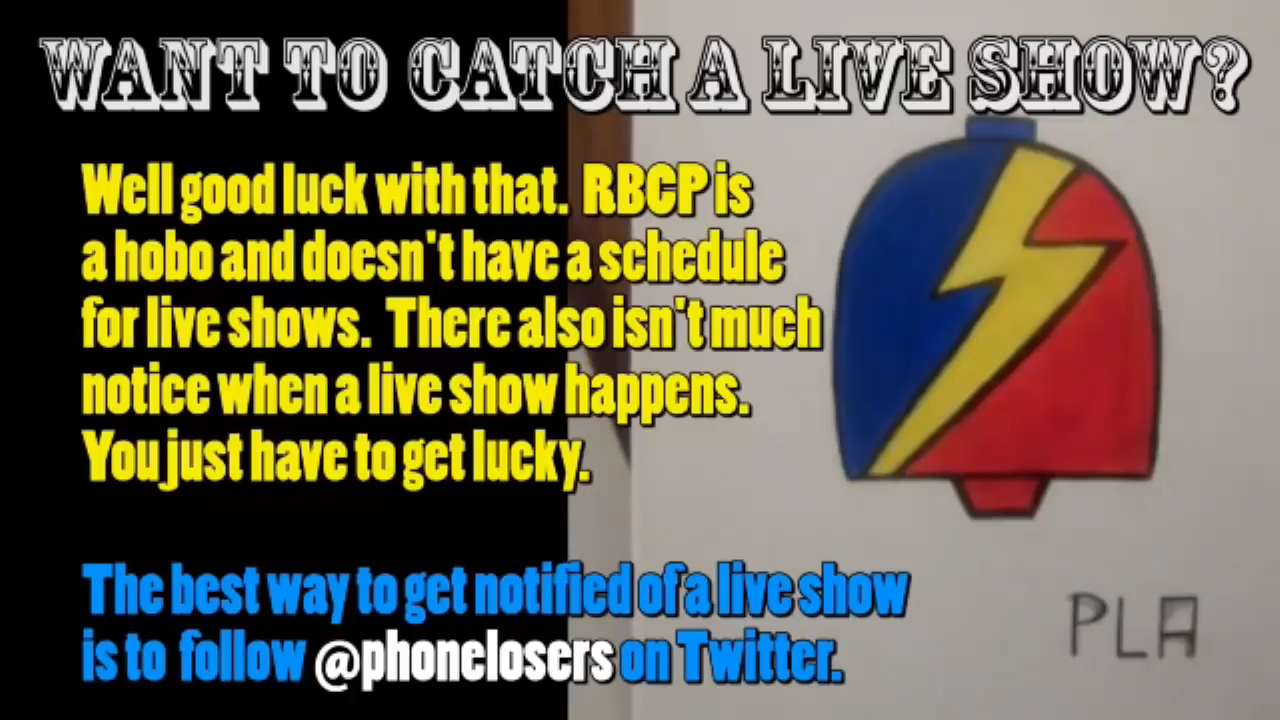 WANT TO CATCH A LIVE SHOW?
Well good luck with that. RBCP is
a hobo and doesn't have a schedule
for live shows. There also isn't much
notice when a live show happens.
You just have to get lucky.
The best way to get notified of a live show
is to follow @phonelosers on Twitter.
PLA